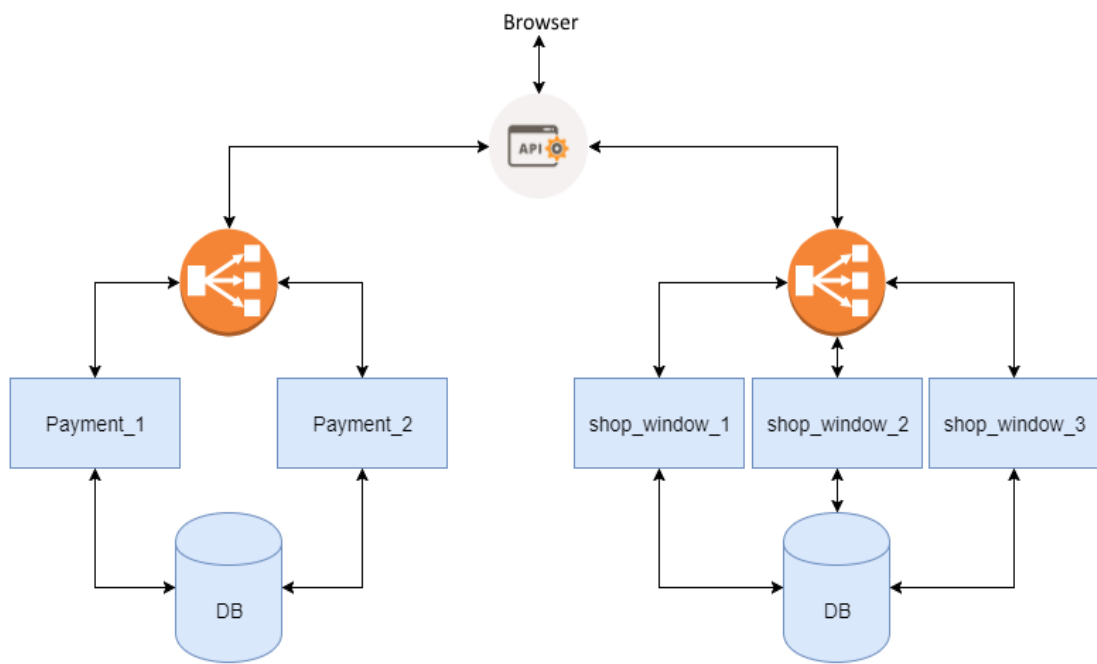 Browser
API
Payment_1
Payment_2
shop_window_1
shop_window_2
shop_window_3
DB
DB